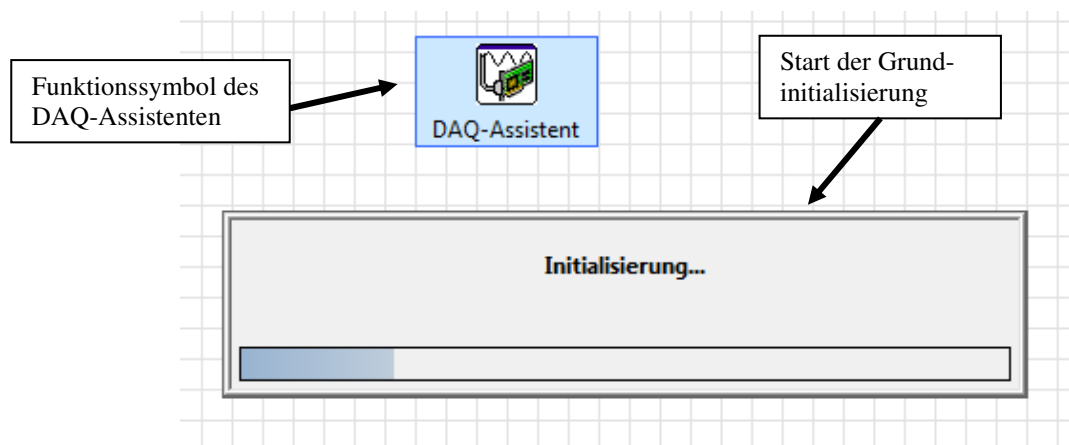 Funktionssymbol des
DAQ-Assistenten
DAQ-Assistent
Start der Grund-
initialisierung
Initialisierung...